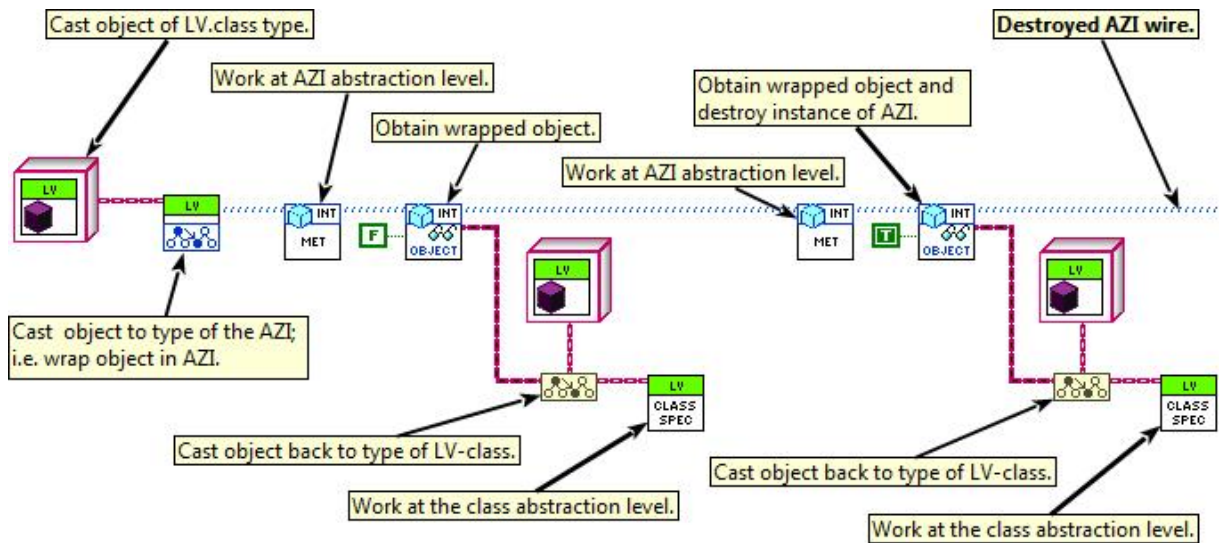 Cast object of LV.class type.
Destroyed AZI wire.
Work at AZI abstraction level.
Obtain wrapped object and
destroy instance of AZI.
Obtain wrapped object.
Work at AZI abstraction level.
LV
LV
INT
MET
F
INT
OBJECT
INT
MET
T
INT
OBJECT
LV
LV
Cast  object to type of the AZI;
i.e. wrap object in AZI.
LV
CLASS
SPEC
LV
CLASS
SPEC
Cast object back to type of LV-class.
Cast object back to type of LV-class.
Work at the class abstraction level.
Work at the class abstraction level.